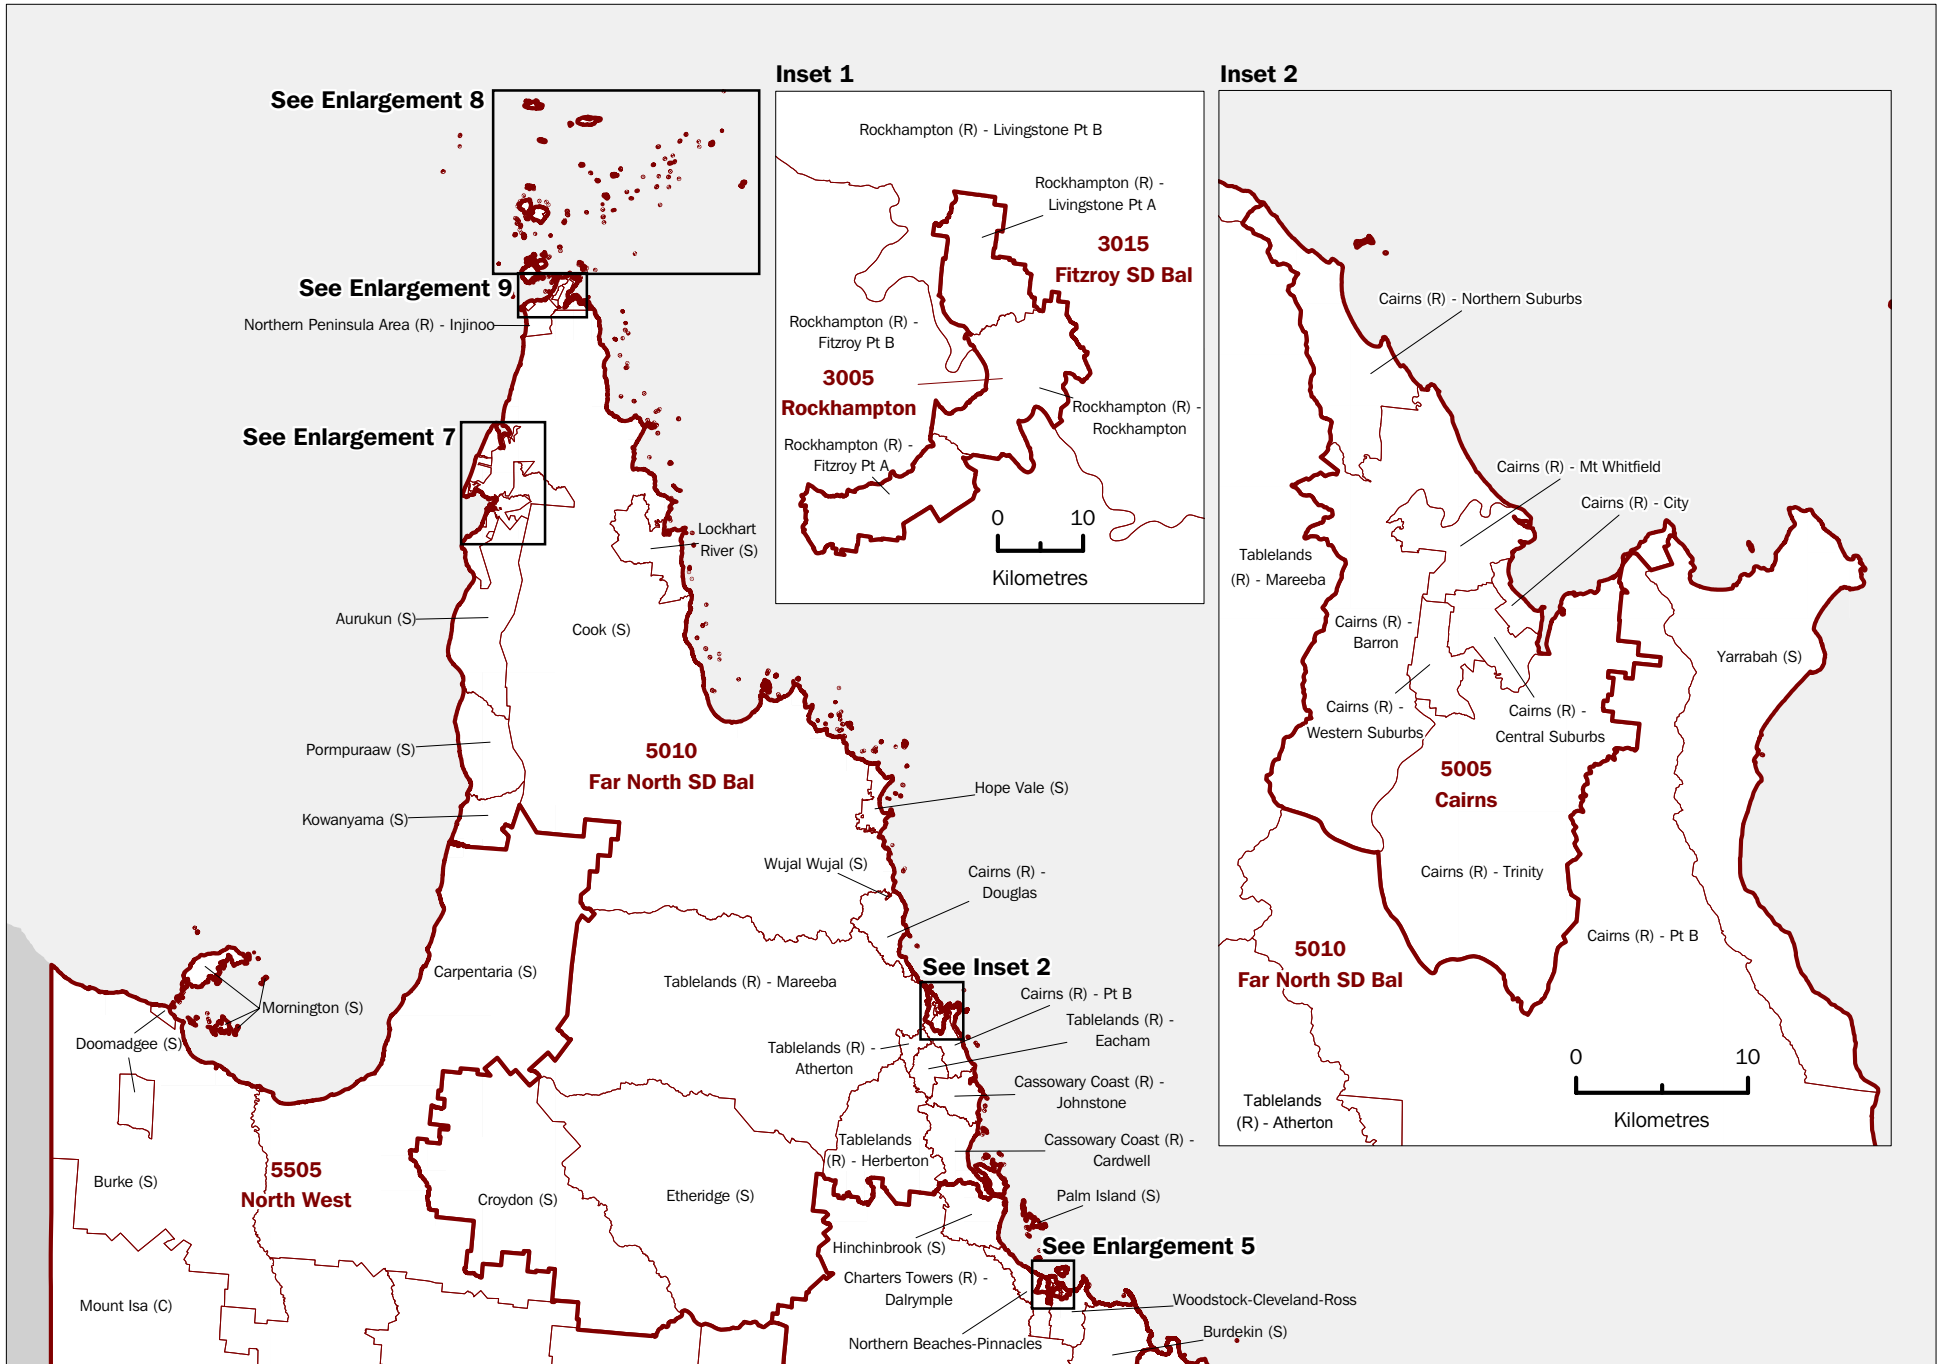 Inset 1
Inset 2
See Enlargement 8
Rockhampton (R) - Livingstone Pt B
Rockhampton (R) -
Livingstone Pt A
3015
Fitzroy SD Bal
See Enlargement 9
Northern Peninsula Area (R) - Injinoo
Rockhampton (R) -
Fitzroy Pt B
3005
Rockhampton
Rockhampton (R) -
Rockhampton
Rockhampton (R) -
Fitzroy Pt A
0
10
Kilometres
Cairns (R) - Northern Suburbs
Cairns (R) - Mt Whitfield
Cairns (R) - City
Tablelands
(R) - Mareeba
Cairns (R) -
Barron
Yarrabah (S)
Cairns (R) -
Western Suburbs
Cairns (R) -
Central Suburbs
5005
Cairns
Cairns (R) - Trinity
Cairns (R) - Pt B
5010
Far North SD Bal
0
10
Kilometres
Tablelands
(R) - Atherton
See Enlargement 7
Lockhart
River (S)
Aurukun (S)
Cook (S)
Pormpuraaw (S)
5010
Far North SD Bal
Hope Vale (S)
Kowanyama (S)
Wujal Wujal (S)
Cairns (R) -
Douglas
Carpentaria (S)
Tablelands (R) - Mareeba
See Inset 2
Cairns (R) - Pt B
Mornington (S)
Tablelands (R) -
Eacham
Doomadgee (S)
Tablelands (R) -
Atherton
Cassowary Coast (R) -
Johnstone
Tablelands
(R) - Herberton
Cassowary Coast (R) -
Cardwell
Burke (S)
5505
North West
Croydon (S)
Etheridge (S)
Palm Island (S)
Hinchinbrook (S)
See Enlargement 5
Charters Towers (R) -
Dalrymple
Mount Isa (C)
Woodstock-Cleveland-Ross
Burdekin (S)
Northern Beaches-Pinnacles